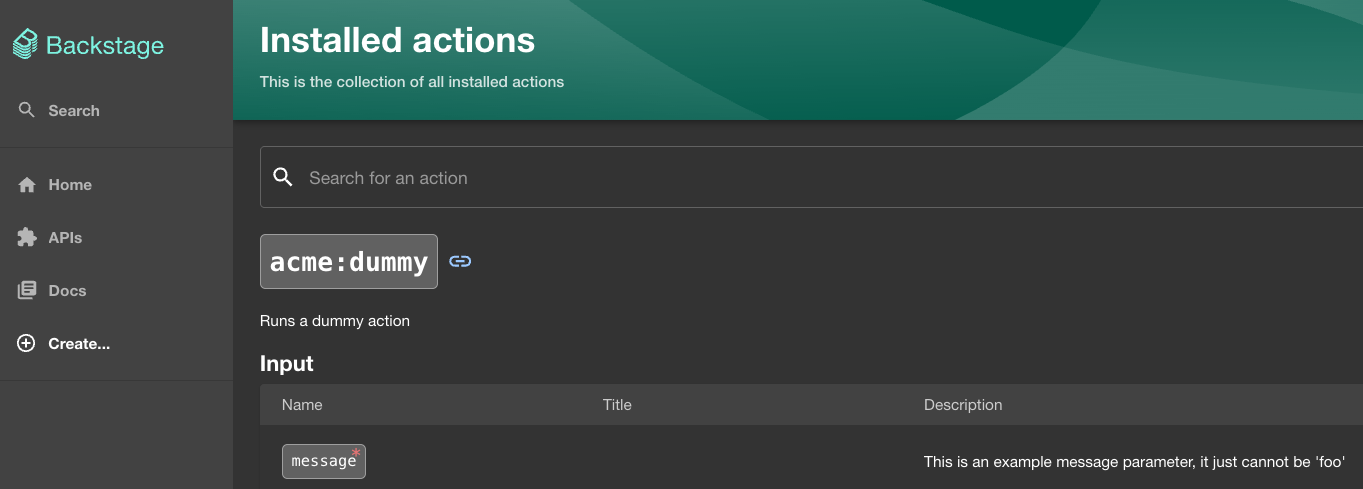 Backstage
Search
Home
APIs
Docs
Create...
Installed actions
This is the collection of all installed actions
Search for an action
acme:dummy
Runs a dummy action
Input
Name Title Description
message* This is an example message parameter, it just cannot be 'foo'